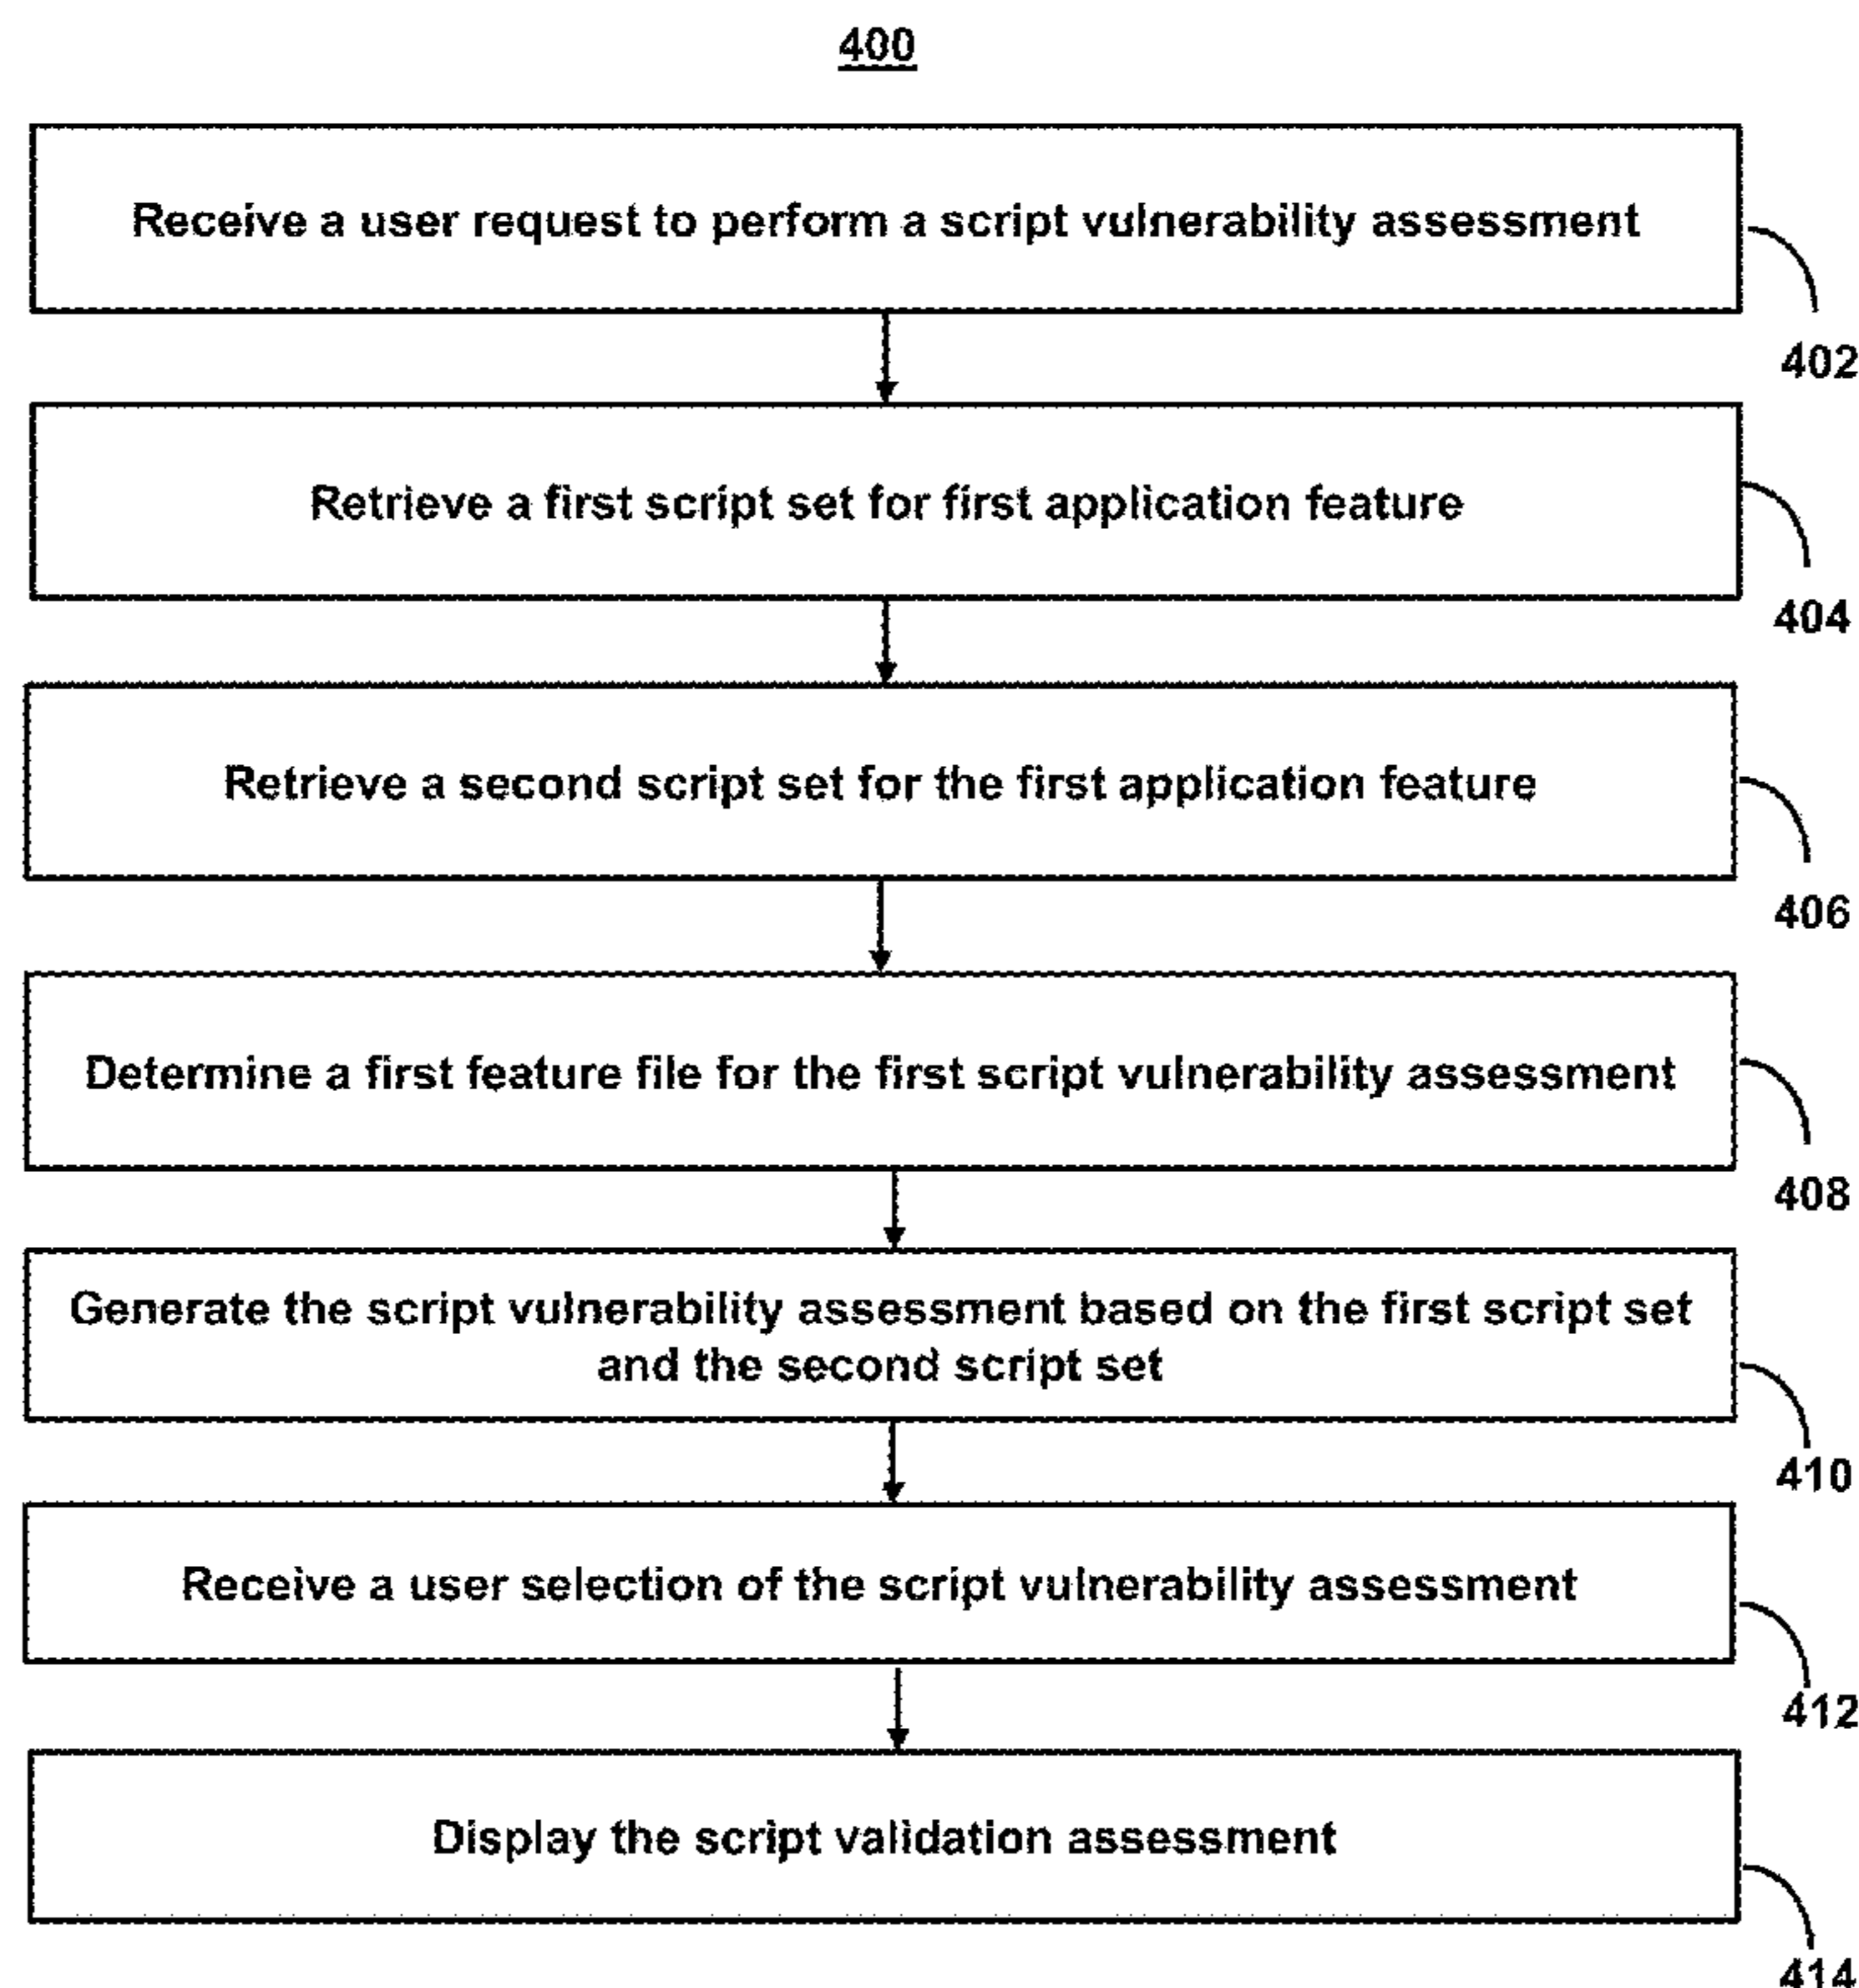 400
Receive a user request to perform a script vulnerability assessment
402
Retrieve a first script set for first application feature
404
Retrieve a second script set for the first application feature
406
Determine a first feature file for the first script vulnerability assessment
408
Generate the script vulnerability assessment based on the first script set
and the second script set
410
Receive a user selection of the script vulnerability assessment
412
Display the script validation assessment
414